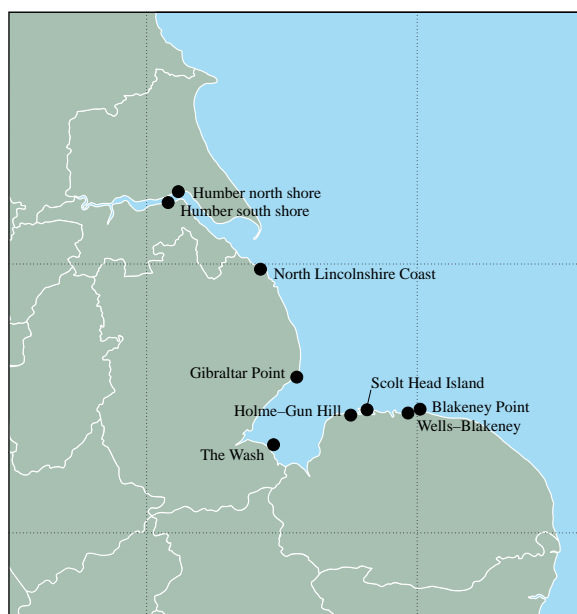 Humber north shore
Humber south shore
North Lincolnshire Coast
Gibraltar Point
Scolt Head Island
Holme–Gun Hill
Blakeney Point
Wells–Blakeney
The Wash